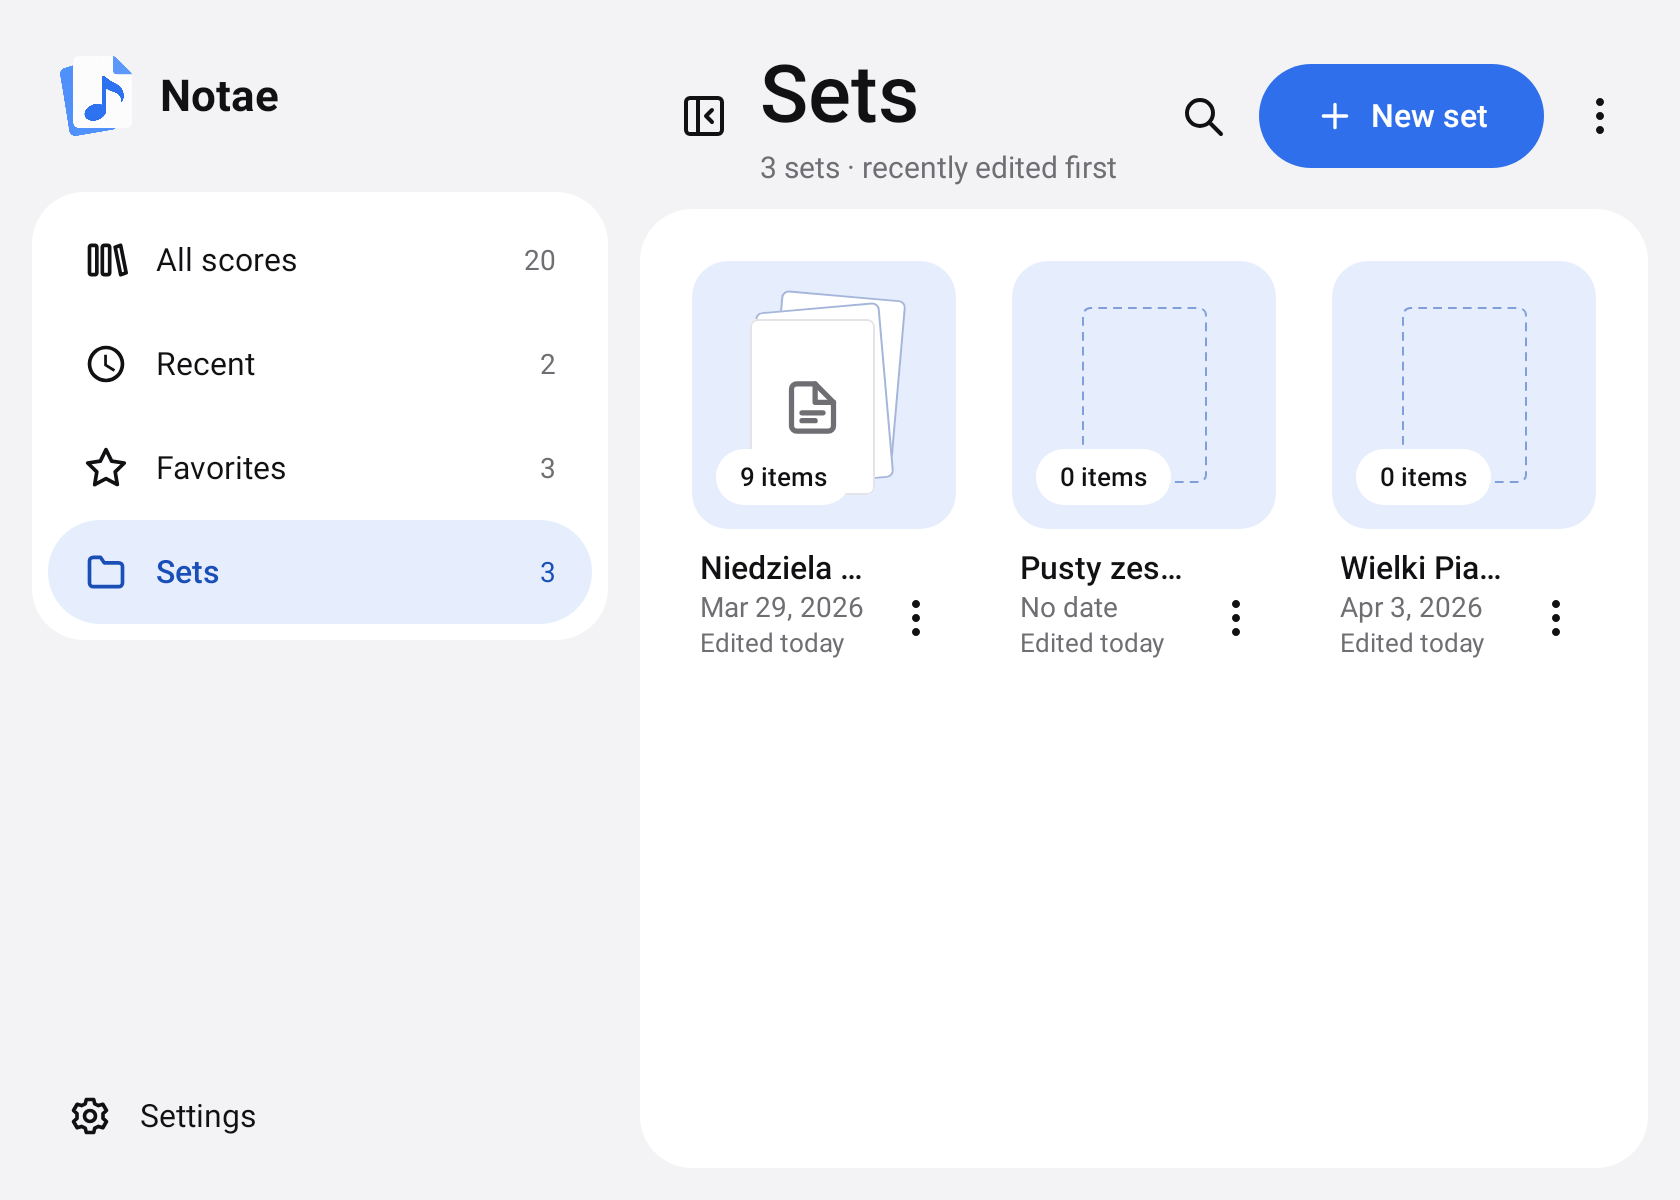 Notae
All scores 20
Recent 2
Favorites 3
Sets 3
Settings
Sets
3 sets · recently edited first
New set
9 items
Niedziela ...
Mar 29, 2026
Edited today
0 items
Pusty zes...
No date
Edited today
0 items
Wielki Pia...
Apr 3, 2026
Edited today